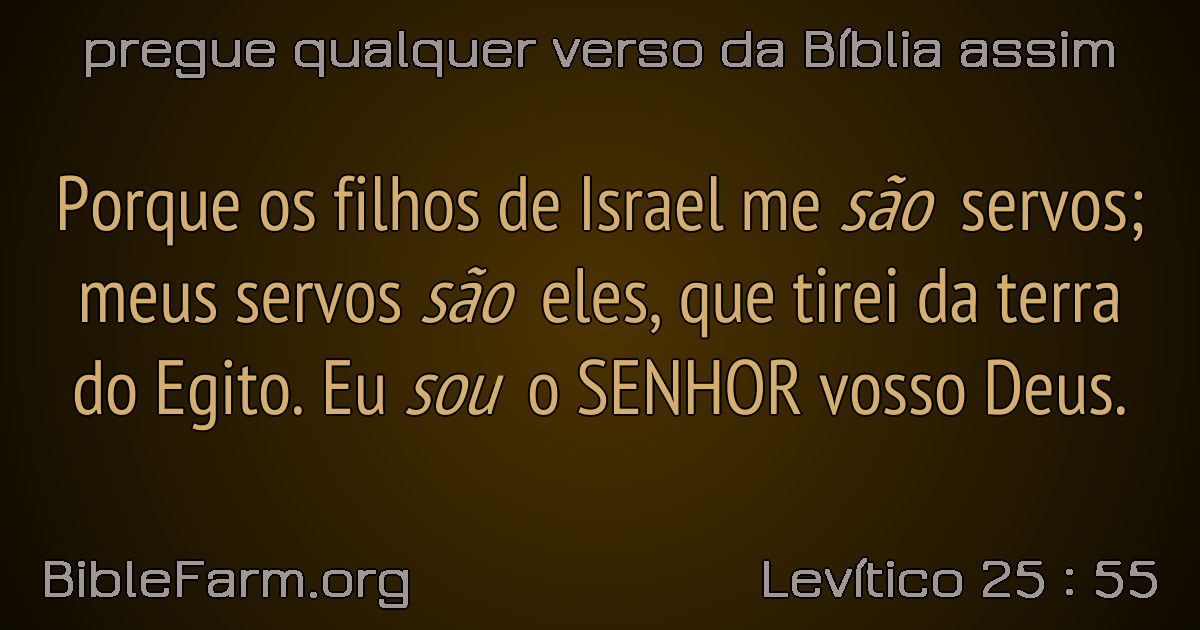 pregue qualquer verso da Bíblia assim
Porque os filhos de Israel me são servos;
meus servos são eles, que tirei da terra
do Egito. Eu sou o SENHOR vosso Deus.
BibleFarm.org
Levítico 25 : 55